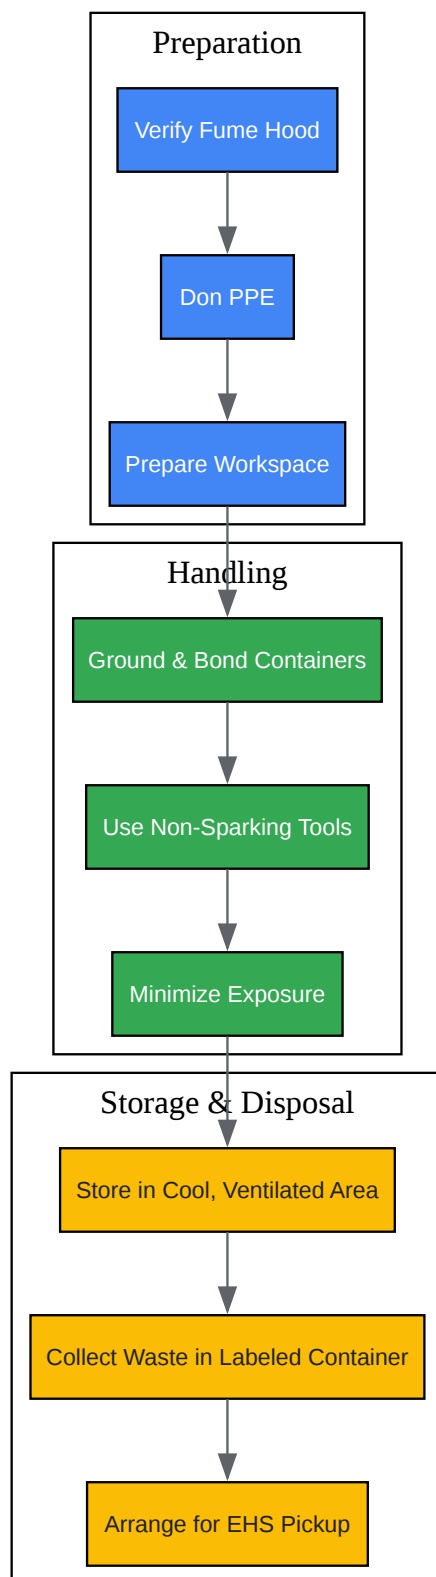 Preparation
Verify Fume Hood
Don PPE
Prepare Workspace
Handling
Ground & Bond Containers
Use Non-Sparking Tools
Minimize Exposure
Storage & Disposal
Store in Cool, Ventilated Area
Collect Waste in Labeled Container
Arrange for EHS Pickup